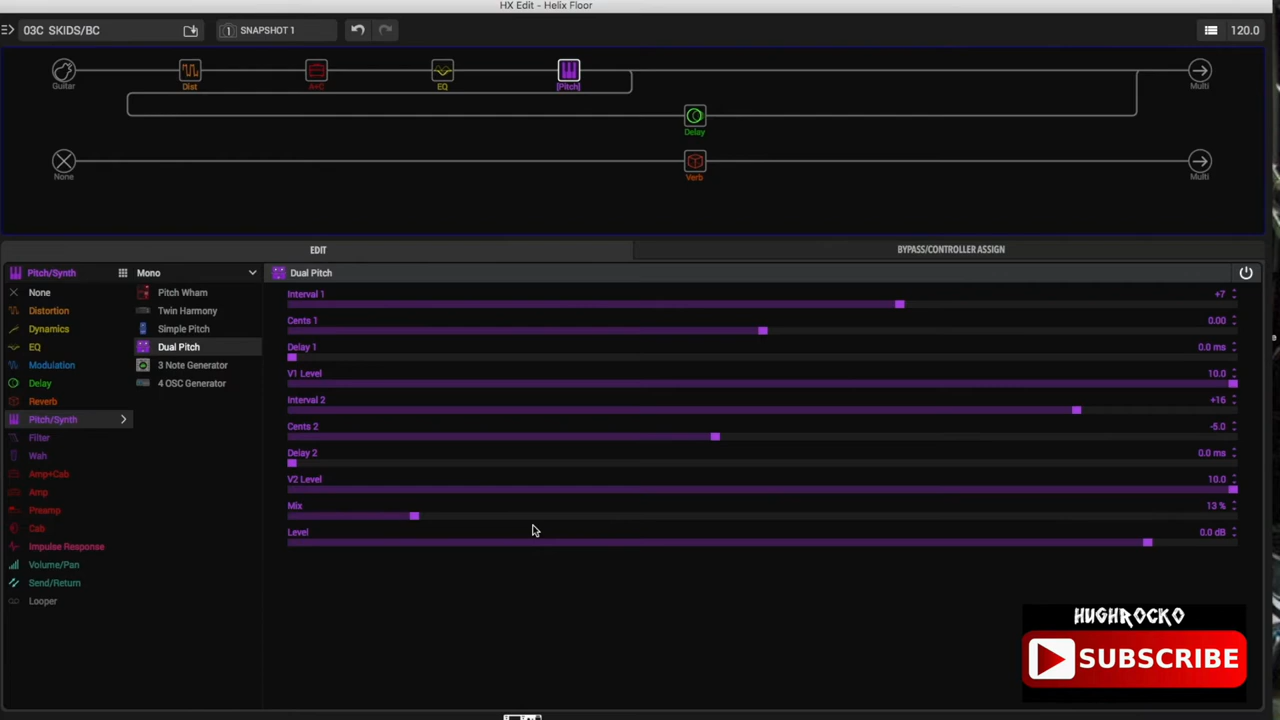 HX Edit - Helix Floor
03C SKIDS/BC
1 SNAPSHOT 1
120.0
Guitar
Dist
A+C
EQ
[Pitch]
Multi
Delay
None
Verb
Multi
EDIT
BYPASS/CONTROLLER ASSIGN
Pitch/Synth
Mono
Dual Pitch
None
Distortion
Dynamics
EQ
Modulation
Delay
Reverb
Pitch/Synth
Filter
Wah
Amp+Cab
Amp
Preamp
Cab
Impulse Response
Volume/Pan
Send/Return
Looper
Pitch Wham
Twin Harmony
Simple Pitch
Dual Pitch
3 Note Generator
4 OSC Generator
Interval 1 +7
Cents 1 0.00
Delay 1 0.0 ms
V1 Level 10.0
Interval 2 +16
Cents 2 -5.0
Delay 2 0.0 ms
V2 Level 10.0
Mix 13 %
Level 0.0 dB
HUGHROCKO
SUBSCRIBE